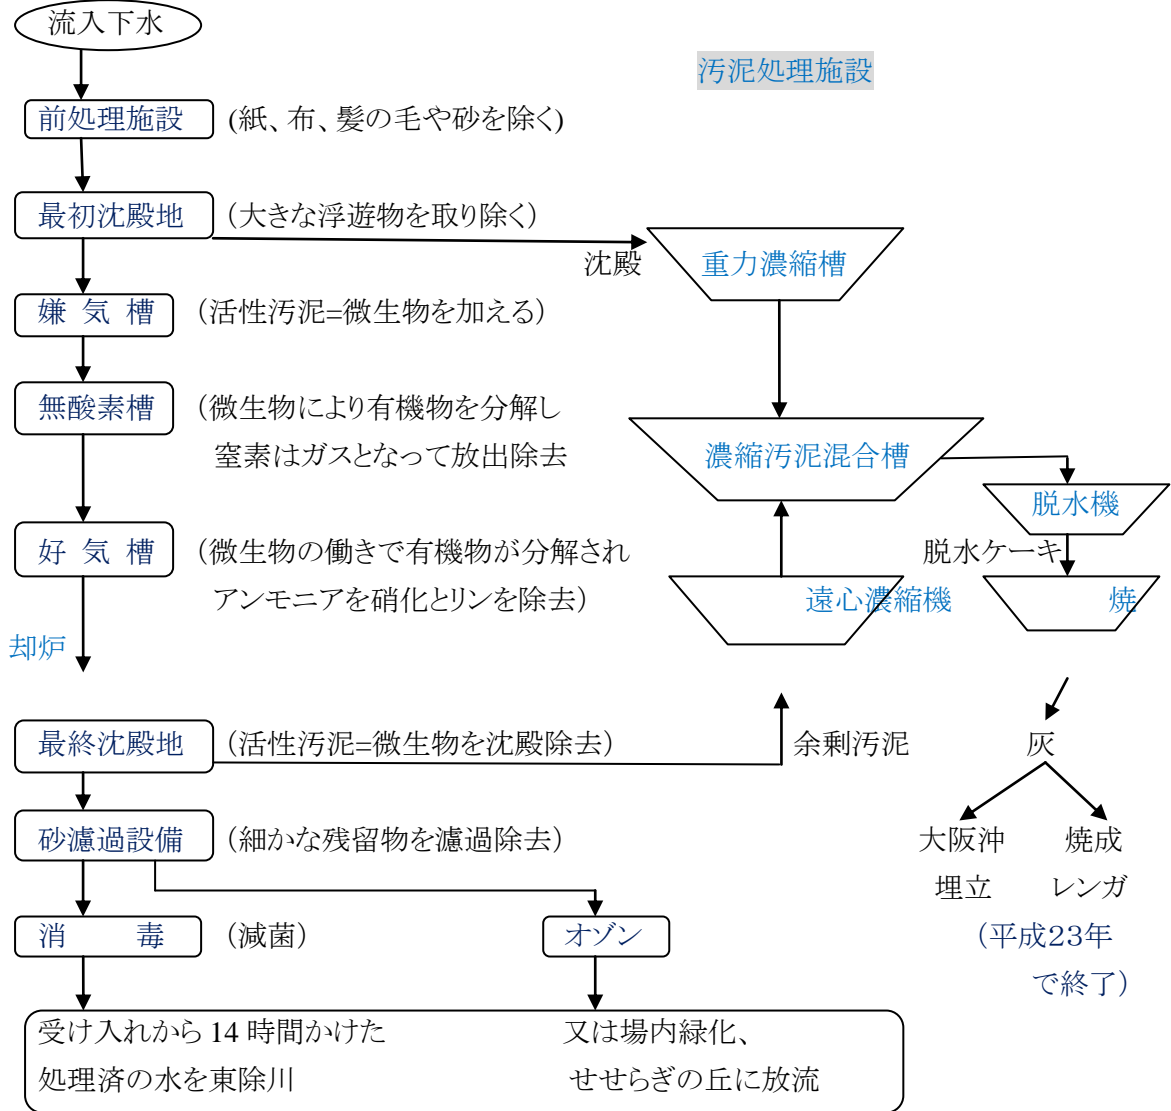 流入下水
汚泥処理施設
前処理施設 (紙、布、髪の毛や砂を除く)
最初沈殿地 (大きな浮遊物を取り除く)
沈殿
重力濃縮槽
嫌 気 槽 (活性汚泥=微生物を加える)
無酸素槽 (微生物により有機物を分解し
窒素はガスとなって放出除去
濃縮汚泥混合槽
脱水機
好 気 槽 (微生物の働きで有機物が分解され
アンモニアを硝化とリンを除去)
脱水ケーキ
遠心濃縮機
焼
却炉
最終沈殿地 (活性汚泥=微生物を沈殿除去)
余剰汚泥
灰
砂濾過設備 (細かな残留物を濾過除去)
大阪沖 焼成
埋立 レンガ
(平成23年
で終了)
消 毒 (減菌)
オゾン
受け入れから 14 時間かけた 又は場内緑化、
処理済の水を東除川 せせらぎの丘に放流